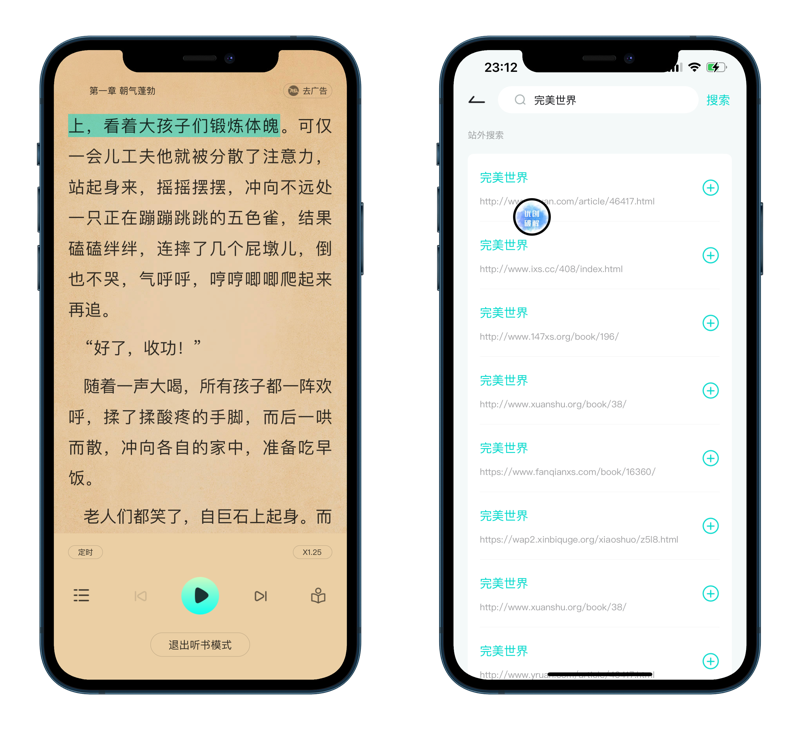 第一章 朝气蓬勃
去广告
上，看着大孩子们锻炼体魄。可仅
一会儿工夫他就被分散了注意力，
站起身来，摇摇摆摆，冲向不远处
一只正在蹦蹦跳跳的五色雀，结果
磕磕绊绊，连摔了几个屁墩儿，倒
也不哭，气呼呼，哼哼唧唧爬起来
再追。
“好了，收功！”
随着一声大喝，所有孩子都一阵欢
呼，揉了揉酸疼的手脚，而后一哄
而散，冲向各自的家中，准备吃早
饭。
老人们都笑了，自巨石上起身。而
定时
X1.25
退出听书模式
23:12
完美世界
搜索
站外搜索
完美世界
完美世界
http://www.ixs.cc/408/index.html
完美世界
http://www.147xs.org/book/196/
完美世界
http://www.xuanshu.org/book/38/
完美世界
https://www.fanqianxs.com/book/16360/
完美世界
https://wap2.xinbiquge.org/xiaoshuo/z5l8.html
完美世界
http://www.xuanshu.org/book/38/
完美世界